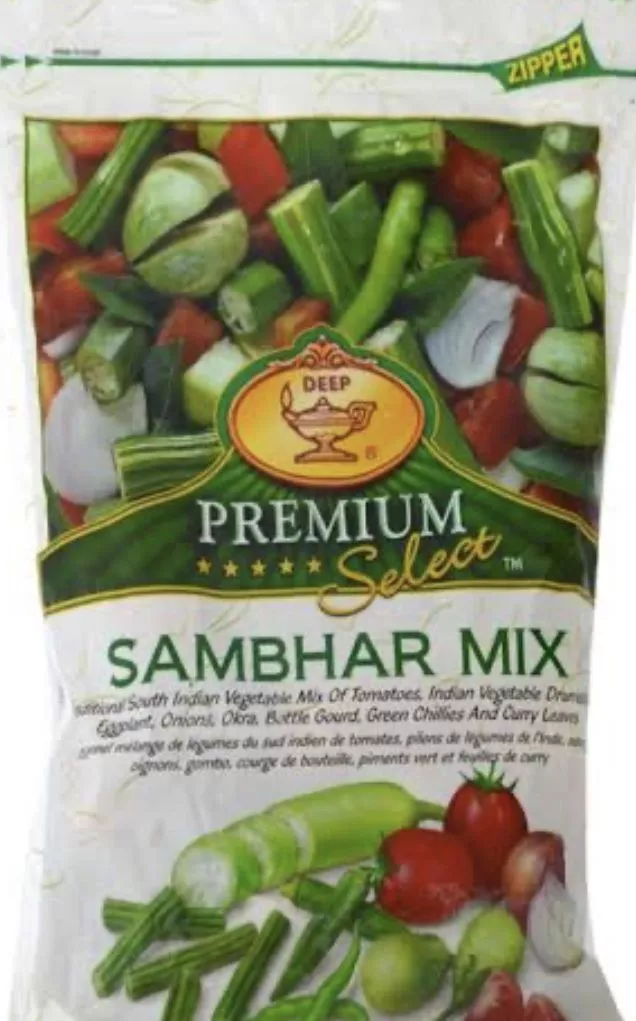 ZIPPER
DEEP
®
PREMIUM
Select TM
SAMBHAR MIX
South Indian Vegetable Mix Of Tomatoes, Indian Vegetable
Eggplant, Onions, Okra, Bottle Gourd, Green Chillies And Curry Leaves
mélange de légumes du sud indien de tomates, pilons de légumes de l'Inde,
oignons, gombo, courge de bouteille, piments vert et feuilles de curry